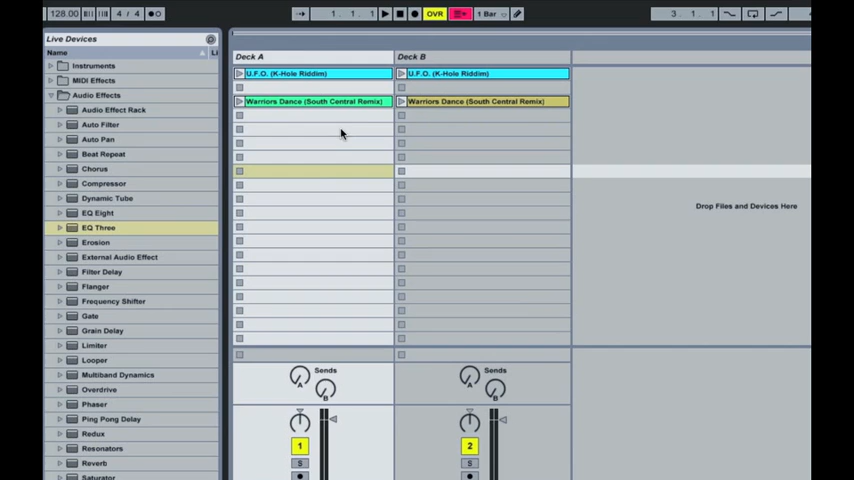 128.00 4 / 4 1. 1. 1 OVR 1 Bar 3. 1. 1
Live Devices
Name Li
Instruments
MIDI Effects
Audio Effects
Audio Effect Rack
Auto Filter
Auto Pan
Beat Repeat
Chorus
Compressor
Dynamic Tube
EQ Eight
EQ Three
Erosion
External Audio Effect
Filter Delay
Flanger
Frequency Shifter
Gate
Grain Delay
Limiter
Looper
Multiband Dynamics
Overdrive
Phaser
Ping Pong Delay
Redux
Resonators
Reverb
Saturator
Deck A Deck B
U.F.O. (K-Hole Riddim) U.F.O. (K-Hole Riddim)
Warriors Dance (South Central Remix) Warriors Dance (South Central Remix)
Drop Files and Devices Here
Sends Sends
A B A B
1 2
S S